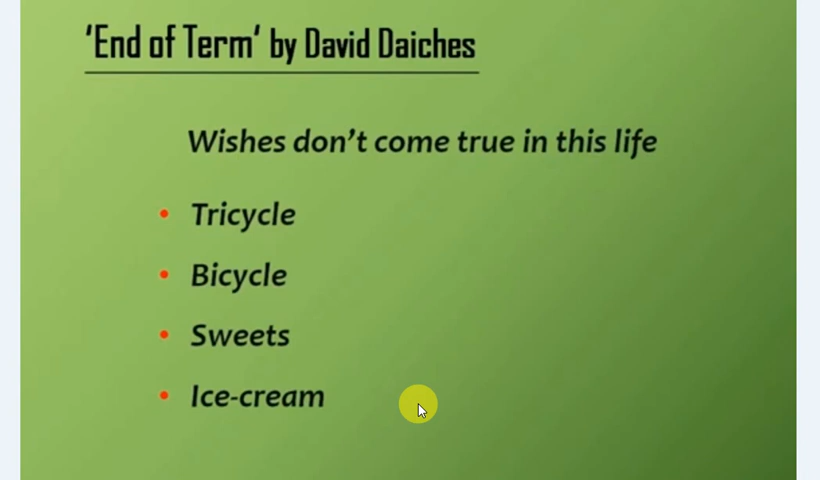 ‘End of Term‘ by David Daiches
Wishes don’t come true in this life
• Tricycle
• Bicycle
• Sweets
• Ice-cream